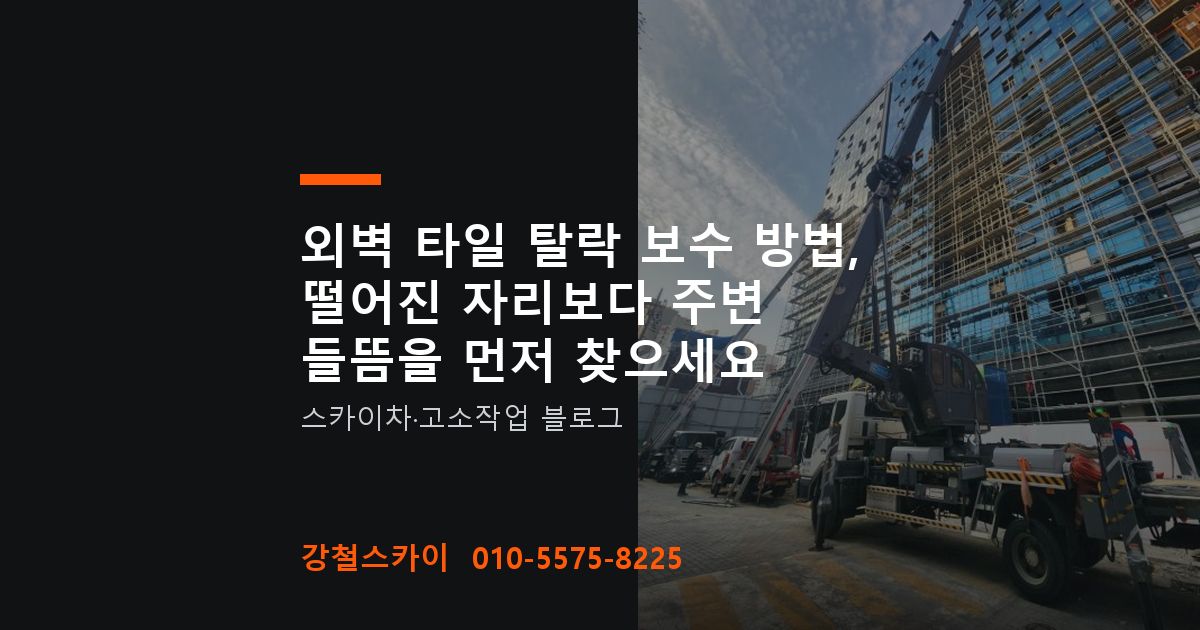 외벽 타일 탈락 보수 방법,
떨어진 자리보다 주변
들뜸을 먼저 찾으세요
스카이차·고소작업 블로그
강철스카이 010-5575-8225